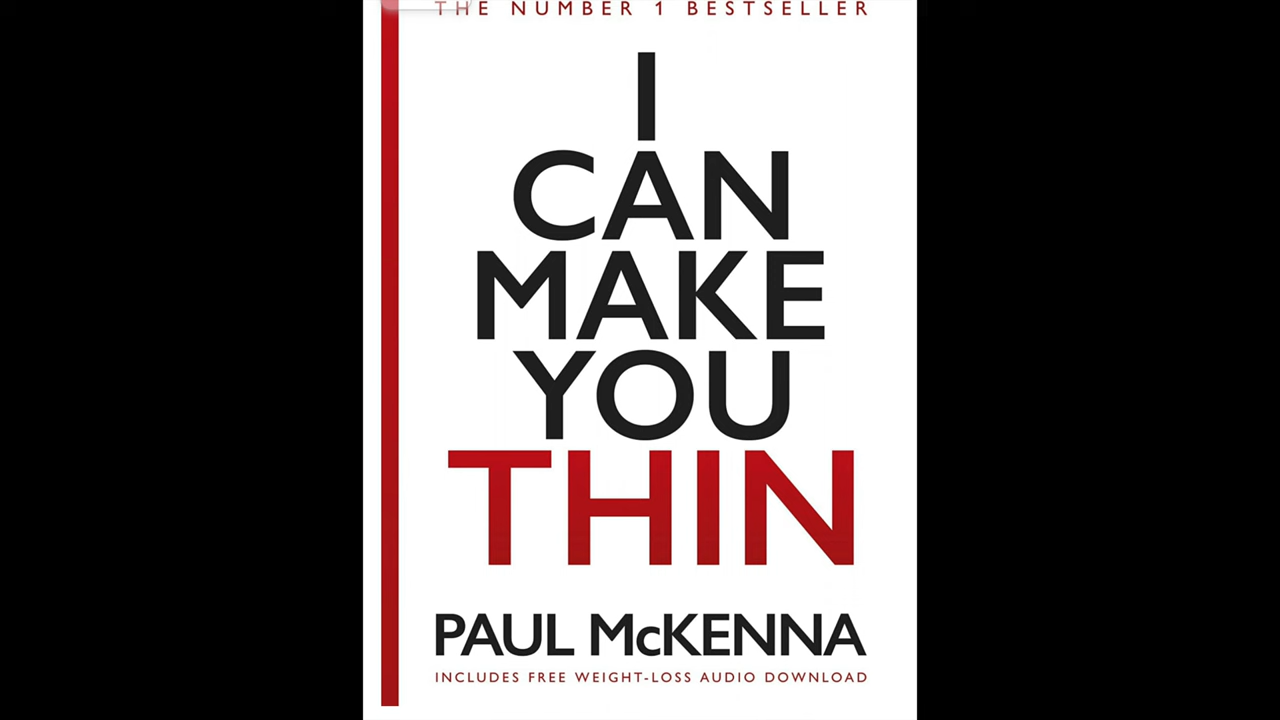 THE NUMBER 1 BESTSELLER
I
CAN
MAKE
YOU
THIN
PAUL McKENNA
INCLUDES FREE WEIGHT-LOSS AUDIO DOWNLOAD